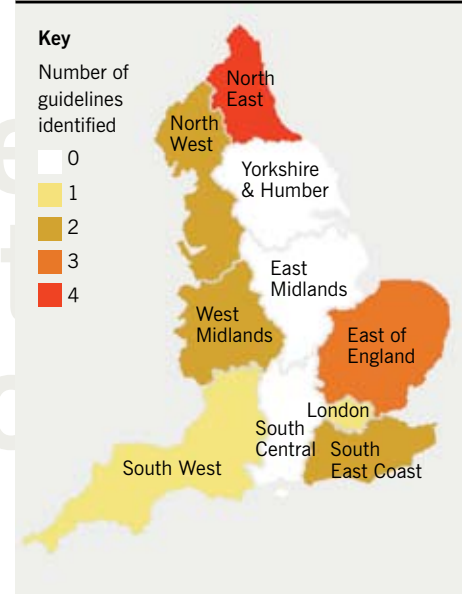 Key
Number of
guidelines
identified
0
1
2
3
4
North
East
North
West
Yorkshire
& Humber
East
Midlands
West
Midlands
East of
England
London
South
Central
South
East Coast
South West